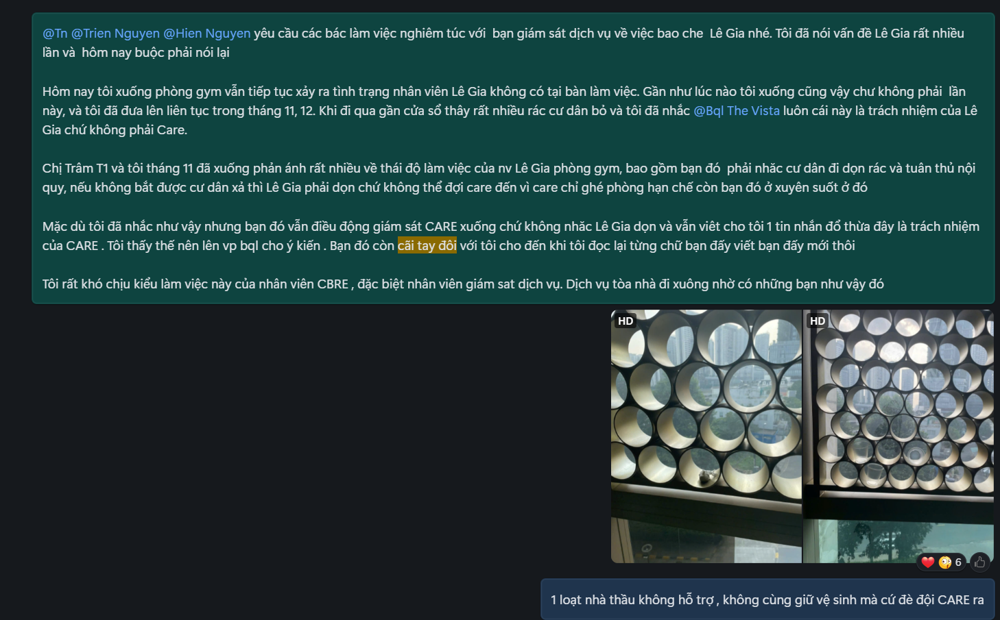 @Tn @Trien Nguyen @Hien Nguyen yêu cầu các bác làm việc nghiêm túc với  bạn giám sát dịch vụ về việc bao che  Lê Gia nhé. Tôi đã nói vấn đề Lê Gia rất nhiều
lần và  hôm nay buộc phải nói lại
Hôm nay tôi xuống phòng gym vẫn tiếp tục xảy ra tình trạng nhân viên Lê Gia không có tại bàn làm việc. Gần như lúc nào tôi xuống cũng vậy chư không phải  lần
này, và tôi đã đưa lên liên tục trong tháng 11, 12. Khi đi qua gần cửa sổ thây rất nhiều rác cư dân bỏ và tôi đã nhắc @Bql The Vista luôn cái này là trách nhiệm của Lê
Gia chứ không phải Care.
Chị Trâm T1 và tôi tháng 11 đã xuống phản ánh rất nhiều về thái độ làm việc của nv Lê Gia phòng gym, bao gồm bạn đó  phải nhăc cư dân đi dọn rác và tuân thủ nội
quy, nếu không bắt được cư dân xả thì Lê Gia phải dọn chứ không thể đợi care đến vì care chỉ ghé phòng hạn chế còn bạn đó ở xuyên suốt ở đó
Mặc dù tôi đã nhắc như vậy nhưng bạn đó vẫn điều động giám sát CARE xuống chứ không nhăc Lê Gia dọn và vẫn viêt cho tôi 1 tin nhắn đổ thừa đây là trách nhiệm
của CARE . Tôi thấy thế nên lên vp bql cho ý kiến . Bạn đó còn cãi tay đôi với tôi cho đến khi tôi đọc lại từng chữ bạn đấy viết bạn đấy mới thôi
Tôi rất khó chịu kiểu làm việc này của nhân viên CBRE , đặc biệt nhân viên giám sat dịch vụ. Dịch vụ tòa nhà đi xuông nhờ có những bạn như vậy đó
HD HD
6
1 loạt nhà thầu không hỗ trợ , không cùng giữ vệ sinh mà cứ đè đội CARE ra